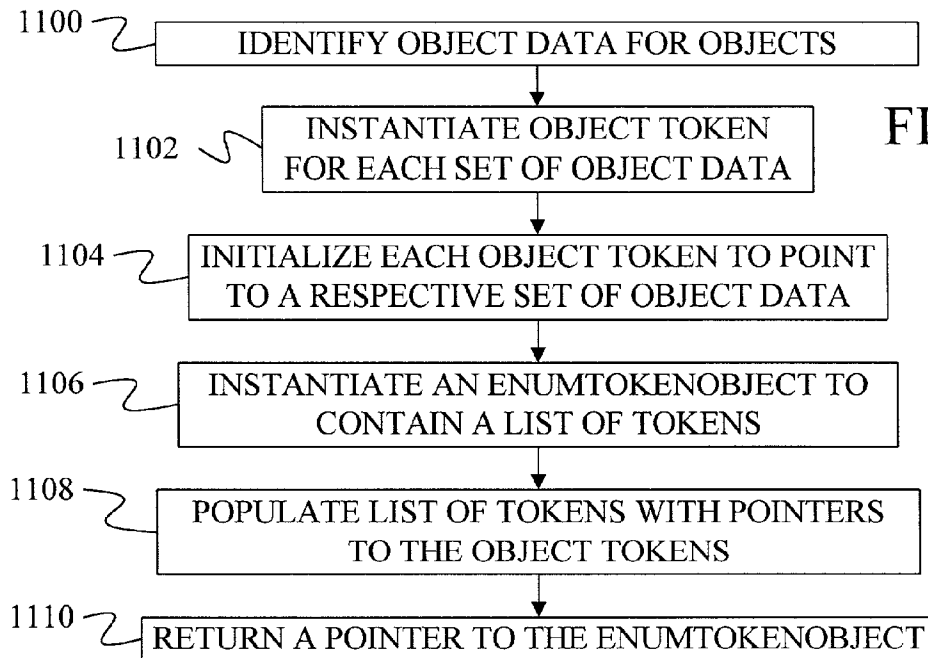 1100
IDENTIFY OBJECT DATA FOR OBJECTS
1102
INSTANTIATE OBJECT TOKEN
FOR EACH SET OF OBJECT DATA
1104
INITIALIZE EACH OBJECT TOKEN TO POINT
TO A RESPECTIVE SET OF OBJECT DATA
1106
INSTANTIATE AN ENUMTOKENOBJECT TO
CONTAIN A LIST OF TOKENS
1108
POPULATE LIST OF TOKENS WITH POINTERS
TO THE OBJECT TOKENS
1110
RETURN A POINTER TO THE ENUMTOKENOBJECT